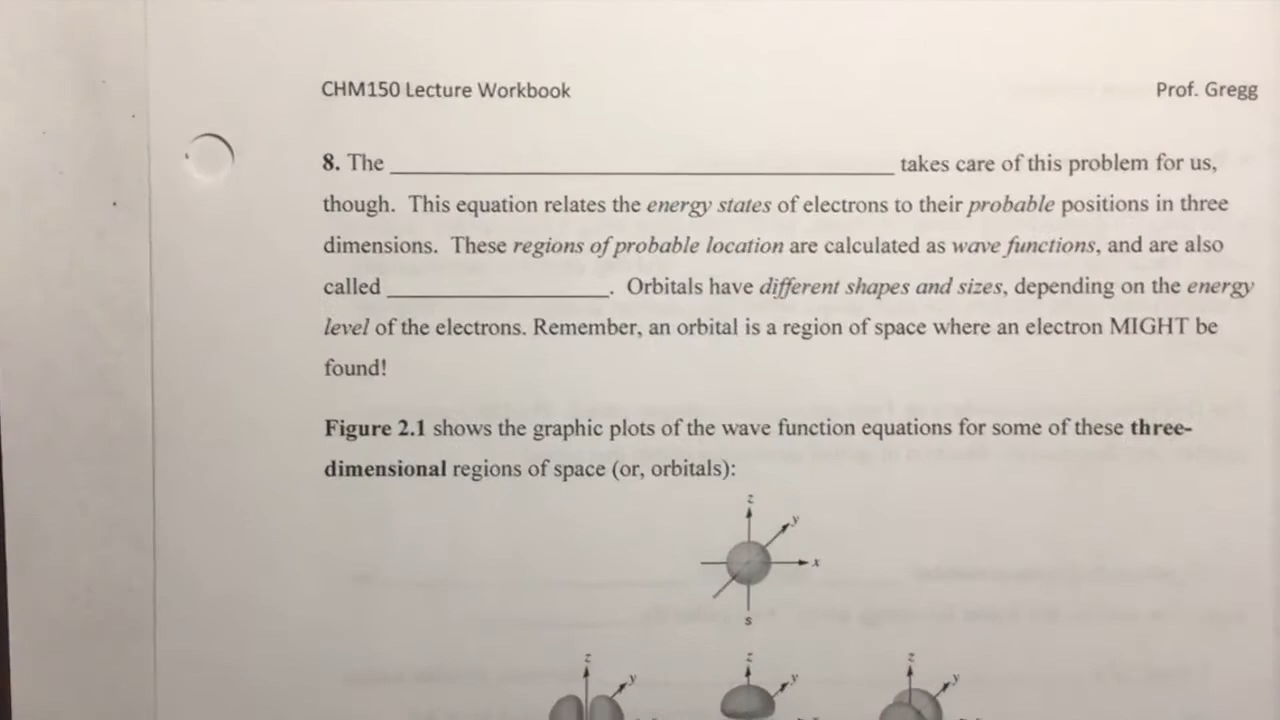 CHM150 Lecture Workbook Prof. Gregg
8. The ______________________________ takes care of this problem for us,
though. This equation relates the energy states of electrons to their probable positions in three
dimensions. These regions of probable location are calculated as wave functions, and are also
called ______________. Orbitals have different shapes and sizes, depending on the energy
level of the electrons. Remember, an orbital is a region of space where an electron MIGHT be
found!
Figure 2.1 shows the graphic plots of the wave function equations for some of these three-
dimensional regions of space (or, orbitals):
z
y
x
s
z y z y z y